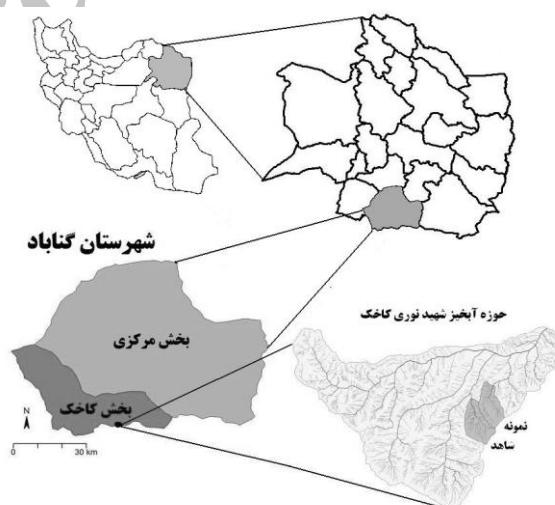 شهرستان گناباد
حوزه آبخیز شهید نوری کاخک
بخش مرکزی
بخش کاخک
نمونه
شاهد
N
0 30 km